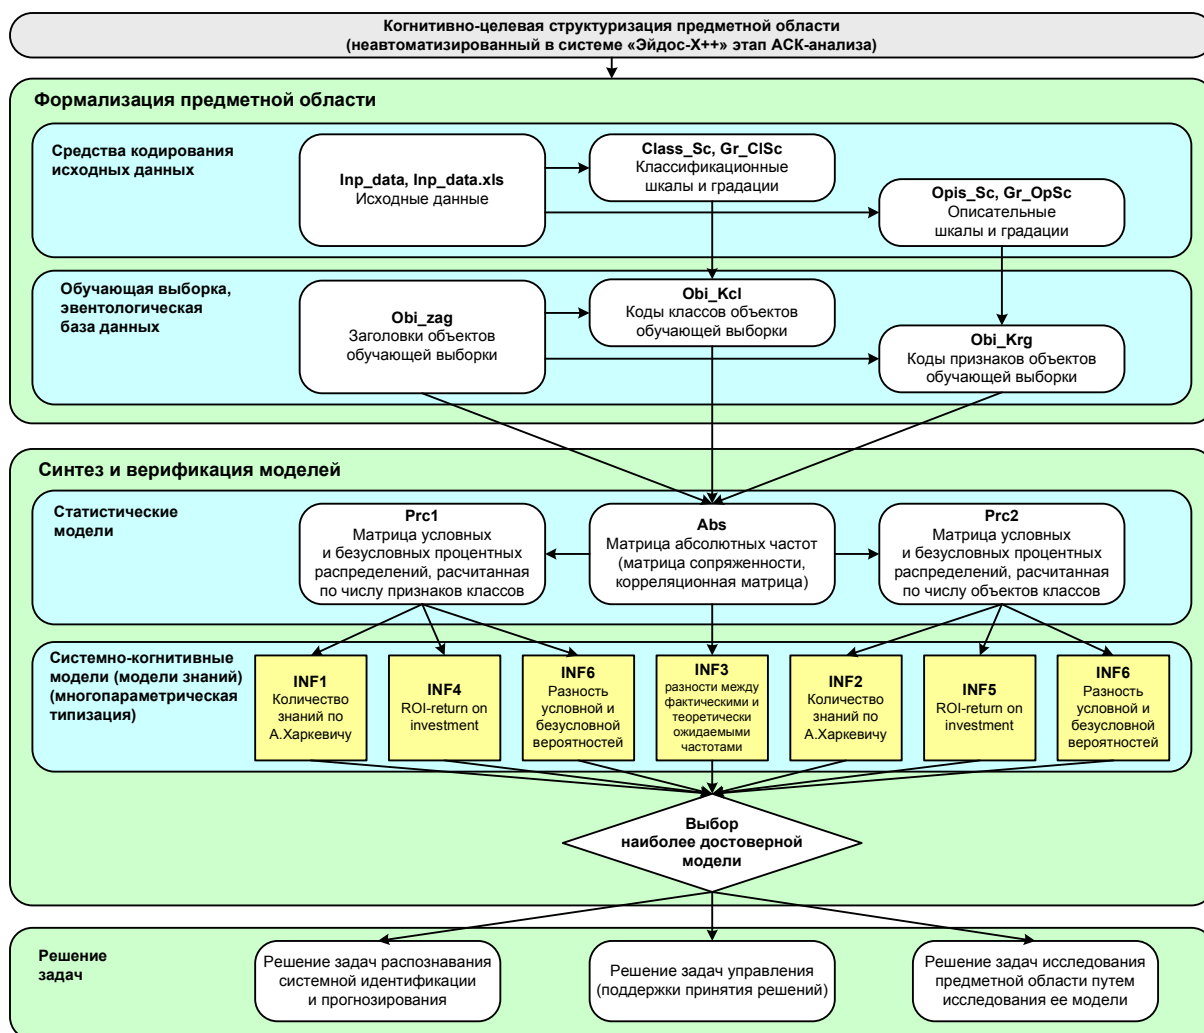 Когнитивно-целевая структуризация предметной области
(неавтоматизированный в системе «Эйдос-X++» этап АСК-анализа)
Формализация предметной области
Средства кодирования
исходных данных
Inp_data, Inp_data.xls
Исходные данные
Class_Sc, Gr_ClSc
Классификационные
шкалы и градации
Opis_Sc, Gr_OpSc
Описательные
шкалы и градации
Обучающая выборка,
эвентологическая
база данных
Obi_zag
Заголовки объектов
обучающей выборки
Obi_Kcl
Коды классов объектов
обучающей выборки
Obi_Krg
Коды признаков объектов
обучающей выборки
Синтез и верификация моделей
Статистические
модели
Prc1
Матрица условных
и безусловных процентных
распределений, расчитанная
по числу признаков классов
Abs
Матрица абсолютных частот
(матрица сопряженности,
корреляционная матрица)
Prc2
Матрица условных
и безусловных процентных
распределений, расчитанная
по числу объектов классов
Системно-когнитивные
модели (модели знаний)
(многопараметрическая
типизация)
INF1
Количество
знаний по
А.Харкевичу
INF4
ROI-return on
investment
INF6
Разность
условной и
безусловной
вероятностей
INF3
разности между
фактическими и
теоретически
ожидаемыми
частотами
INF2
Количество
знаний по
А.Харкевичу
INF5
ROI-return on
investment
INF6
Разность
условной и
безусловной
вероятностей
Выбор
наиболее достоверной
модели
Решение
задач
Решение задач распознавания
системной идентификации
и прогнозирования
Решение задач управления
(поддержки принятия решений)
Решение задач исследования
предметной области путем
исследования ее модели